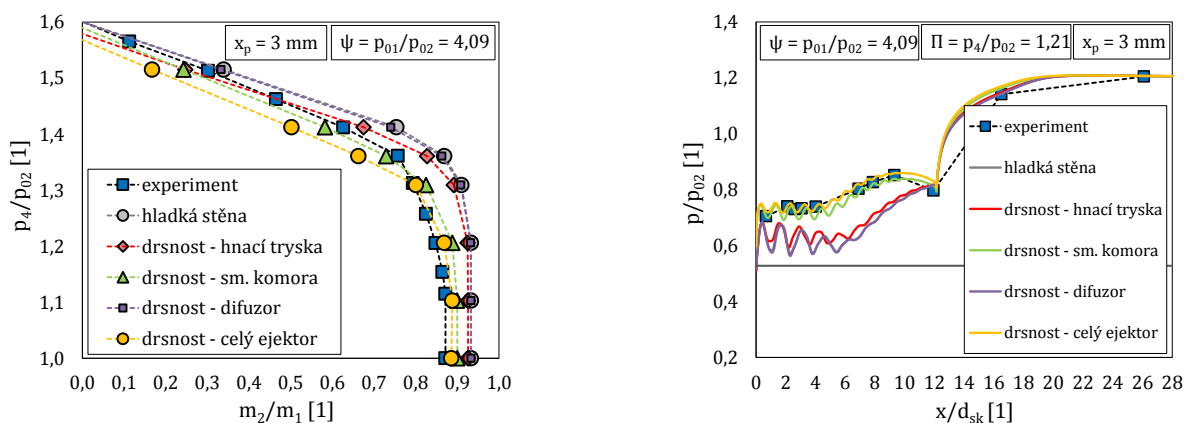 xₚ = 3 mm
ψ = p₀₁/p₀₂ = 4,09
1,6
1,5
1,4
1,3
1,2
1,1
1,0
p₄/p₀₂ [1]
experiment
hladká stěna
drsnost - hnací tryska
drsnost - sm. komora
drsnost - difuzor
drsnost - celý ejektor
0,0 0,1 0,2 0,3 0,4 0,5 0,6 0,7 0,8 0,9 1,0
m₂/m₁ [1]
ψ = p₀₁/p₀₂ = 4,09
Π = p₄/p₀₂ = 1,21
xₚ = 3 mm
1,4
1,2
1,0
0,8
0,6
0,4
0,2
p/p₀₂ [1]
experiment
hladká stěna
drsnost - hnací tryska
drsnost - sm. komora
drsnost - difuzor
drsnost - celý ejektor
0 2 4 6 8 10 12 14 16 18 20 22 24 26 28
x/dₛₖ [1]